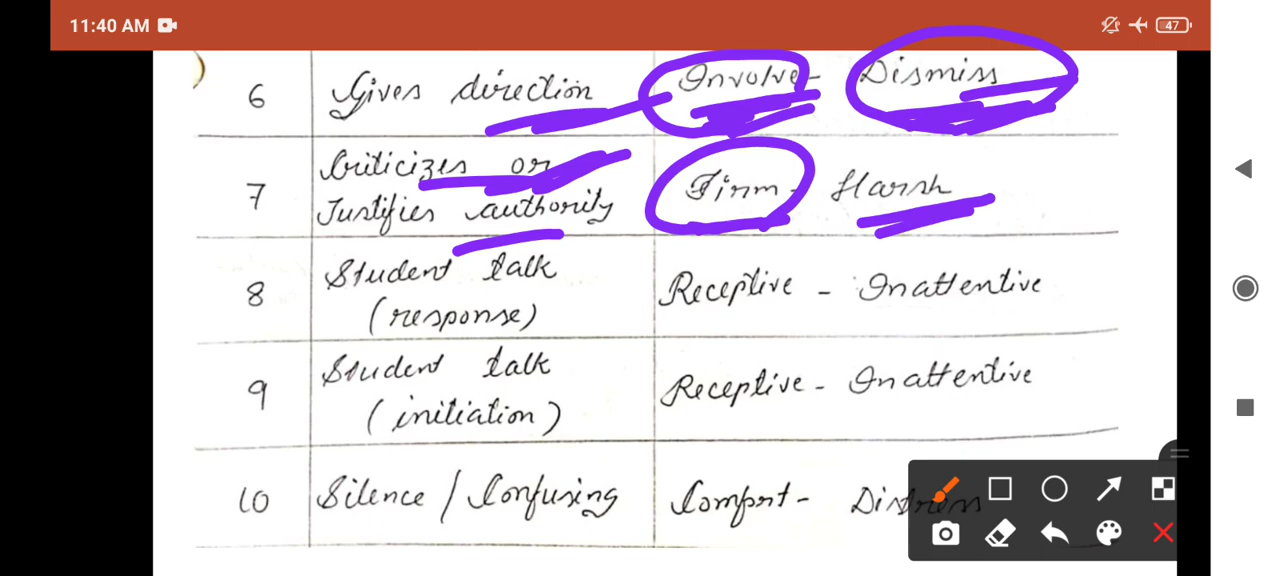 11:40 AM
47
6 Gives direction Involve - Dismiss
7 Criticizes or
Justifies authority Firm - Harsh
8 Student talk
(response) Receptive - Inattentive
9 Student talk
(initiation) Receptive - Inattentive
10 Silence / Confusing Comfort - Distress